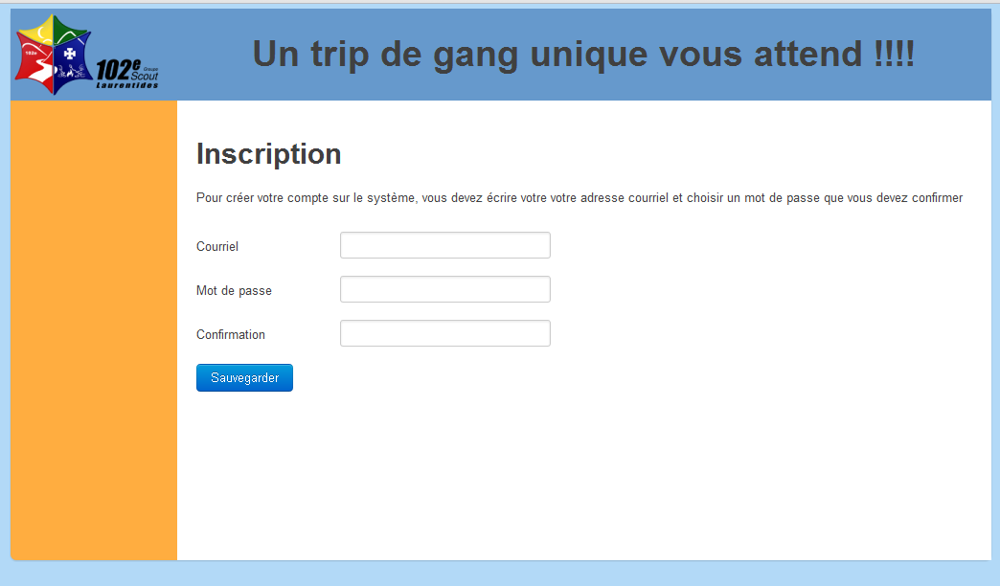 Un trip de gang unique vous attend !!!!
102e
102e Groupe
Scout
Laurentides
Inscription
Pour créer votre compte sur le système, vous devez écrire votre votre adresse courriel et choisir un mot de passe que vous devez confirmer
Courriel
Mot de passe
Confirmation
Sauvegarder